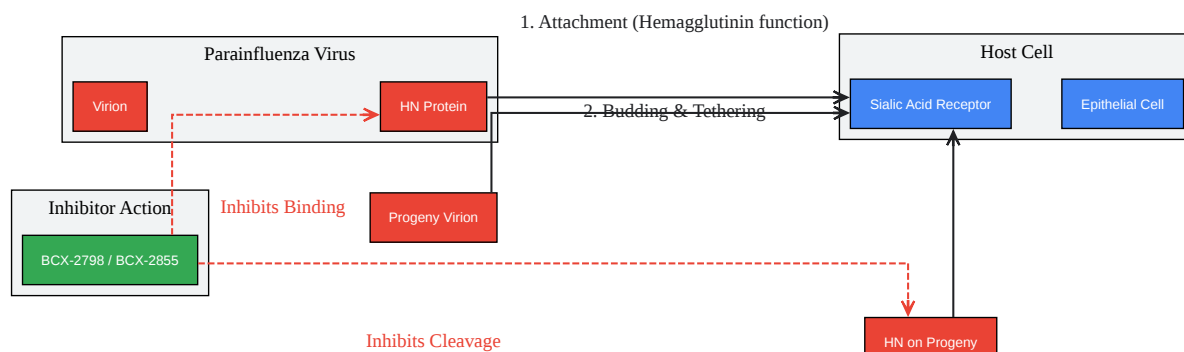 1. Attachment (Hemagglutinin function)
Parainfluenza Virus
Host Cell
Virion
HN Protein
Sialic Acid Receptor
Epithelial Cell
2. Budding & Tethering
Inhibitor Action
Inhibits Binding
Progeny Virion
BCX-2798 / BCX-2855
Inhibits Cleavage
HN on Progeny